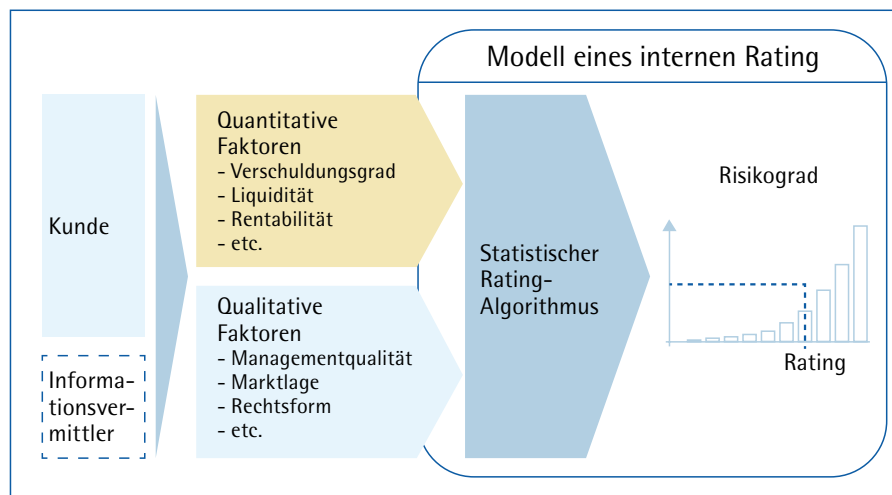 Modell eines internen Rating
Kunde
Informa-
tionsver-
mittler
Quantitative
Faktoren
- Verschuldungsgrad
- Liquidität
- Rentabilität
- etc.
Qualitative
Faktoren
- Managementqualität
- Marktlage
- Rechtsform
- etc.
Statistischer
Rating-
Algorithmus
Risikograd
Rating